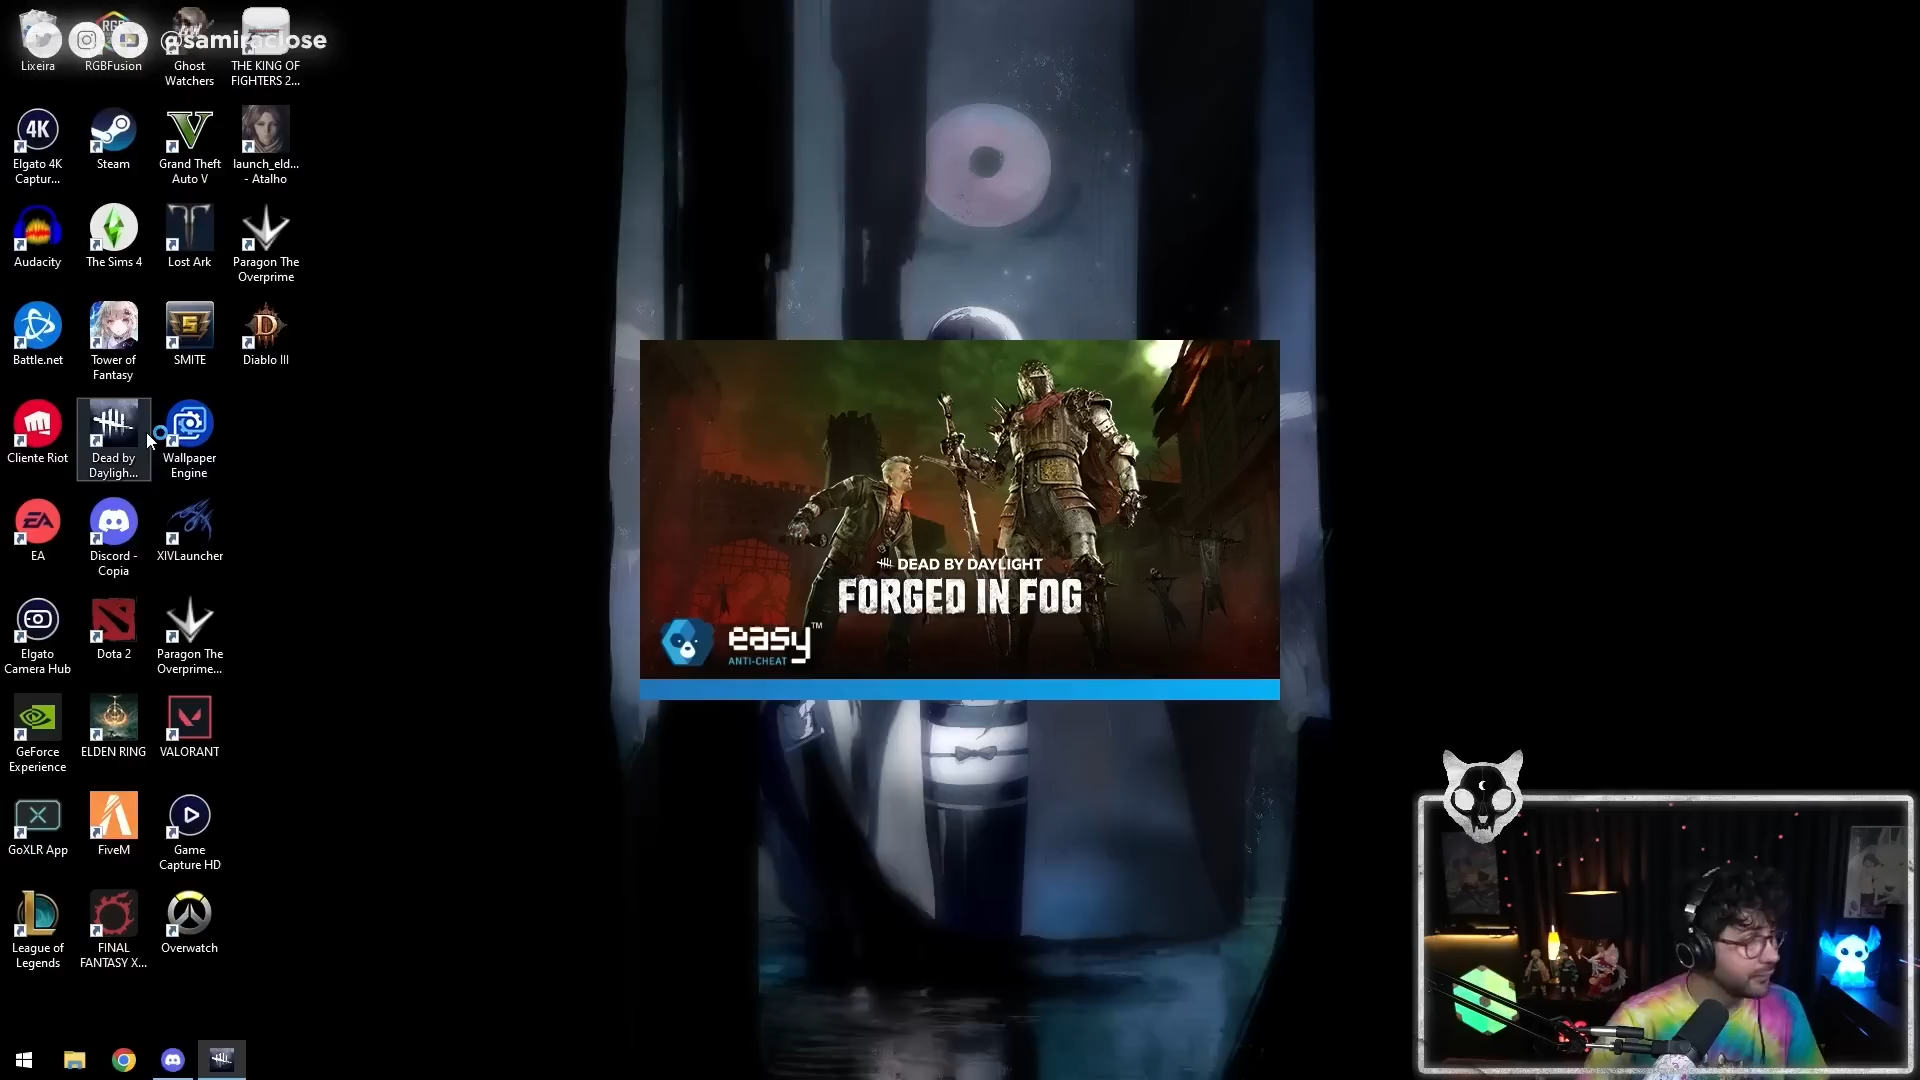 @samiraclose
Lixeira
RGBFusion
Ghost
Watchers
THE KING OF
FIGHTERS 2...
4K
Elgato 4K
Captur...
Steam
Grand Theft
Auto V
launch_eld...
- Atalho
Audacity
The Sims 4
Lost Ark
Paragon The
Overprime
Battle.net
Tower of
Fantasy
SMITE
Diablo III
Cliente Riot
Dead by
Dayligh...
Wallpaper
Engine
EA
EA
Discord -
Copia
XIVLauncher
Elgato
Camera Hub
Dota 2
Paragon The
Overprime...
GeForce
Experience
ELDEN RING
VALORANT
GoXLR App
FiveM
Game
Capture HD
League of
Legends
FINAL
FANTASY X...
Overwatch
DEAD BY DAYLIGHT
FORGED IN FOG
easy™
ANTI-CHEAT